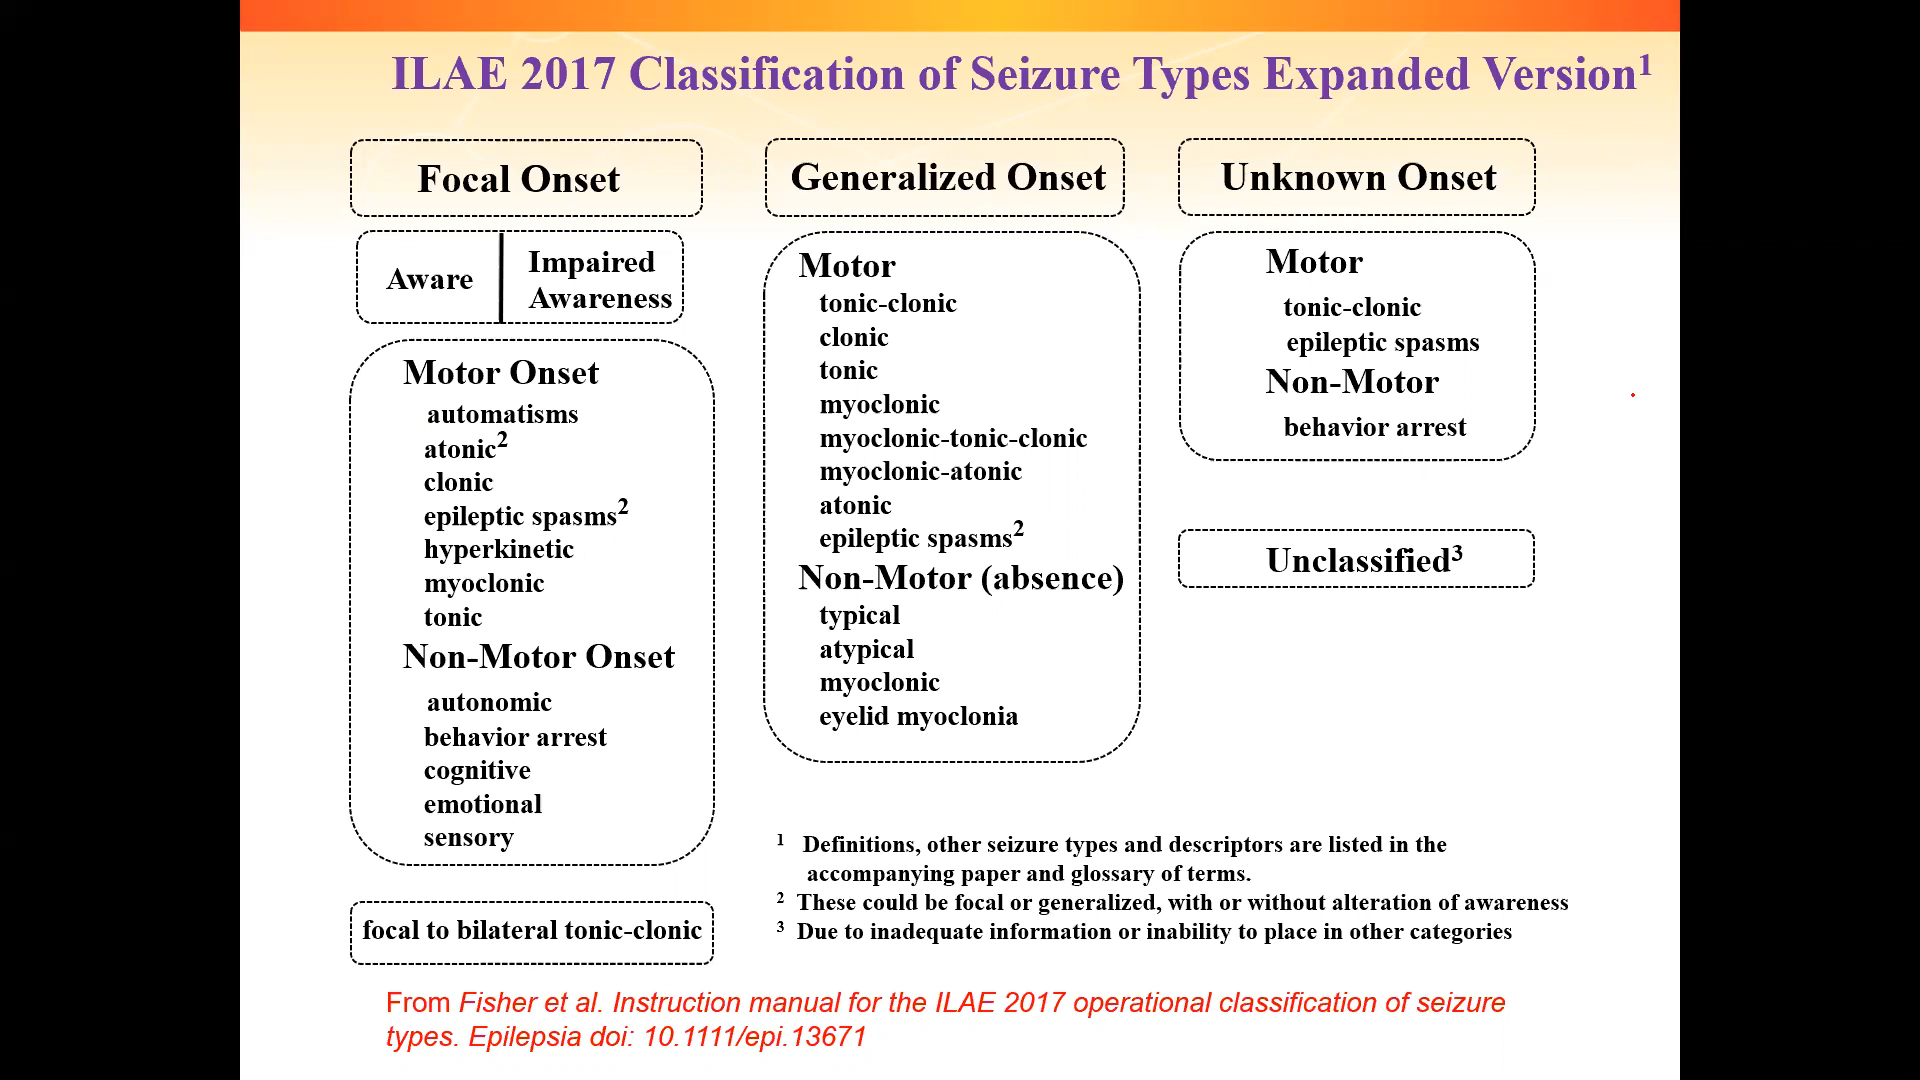 ILAE 2017 Classification of Seizure Types Expanded Version¹
Focal Onset
Aware
Impaired
Awareness
Motor Onset
automatisms
atonic²
clonic
epileptic spasms²
hyperkinetic
myoclonic
tonic
Non-Motor Onset
autonomic
behavior arrest
cognitive
emotional
sensory
focal to bilateral tonic-clonic
Generalized Onset
Motor
tonic-clonic
clonic
tonic
myoclonic
myoclonic-tonic-clonic
myoclonic-atonic
atonic
epileptic spasms²
Non-Motor (absence)
typical
atypical
myoclonic
eyelid myoclonia
Unknown Onset
Motor
tonic-clonic
epileptic spasms
Non-Motor
behavior arrest
Unclassified³
¹ Definitions, other seizure types and descriptors are listed in the
accompanying paper and glossary of terms.
² These could be focal or generalized, with or without alteration of awareness
³ Due to inadequate information or inability to place in other categories
From Fisher et al. Instruction manual for the ILAE 2017 operational classification of seizure
types. Epilepsia doi: 10.1111/epi.13671